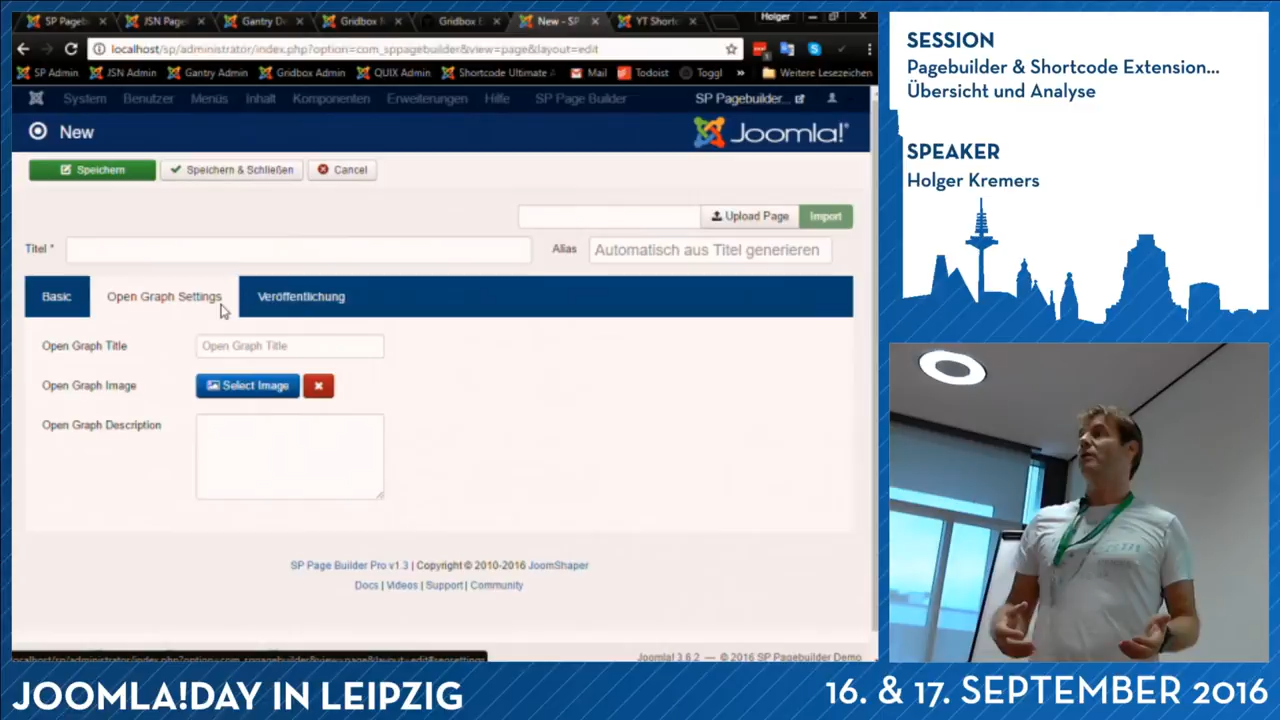 SP Page
JSN Page
Gantry D
Gridbox
Gridbox E
New - SP
YT Short
Holger
localhost/sp/administrator/index.php?option=com_sppagebuilder&view=page&layout=edit
SP Admin
JSN Admin
Gantry Admin
Gridbox Admin
QUIX Admin
Shortcode Ultimate
Mail
Todoist
Toggl
»
Weitere Lesezeichen
System
Benutzer
Menüs
Inhalt
Komponenten
Erweiterungen
Hilfe
SP Page Builder
SP Pagebuilder...
New
Joomla!®
Speichern
Speichern & Schließen
Cancel
Upload Page
Import
Titel *
Alias
Automatisch aus Titel generieren
Basic
Open Graph Settings
Veröffentlichung
Open Graph Title
Open Graph Title
Open Graph Image
Select Image
Open Graph Description
SP Page Builder Pro v1.3 | Copyright © 2010-2016 JoomShaper
Docs | Videos | Support | Community
Joomla! 3.6.2 — © 2016 SP Pagebuilder Demo
SESSION
Pagebuilder & Shortcode Extension...
Übersicht und Analyse
SPEAKER
Holger Kremers
JOOMLA!DAY IN LEIPZIG
16. & 17. SEPTEMBER 2016